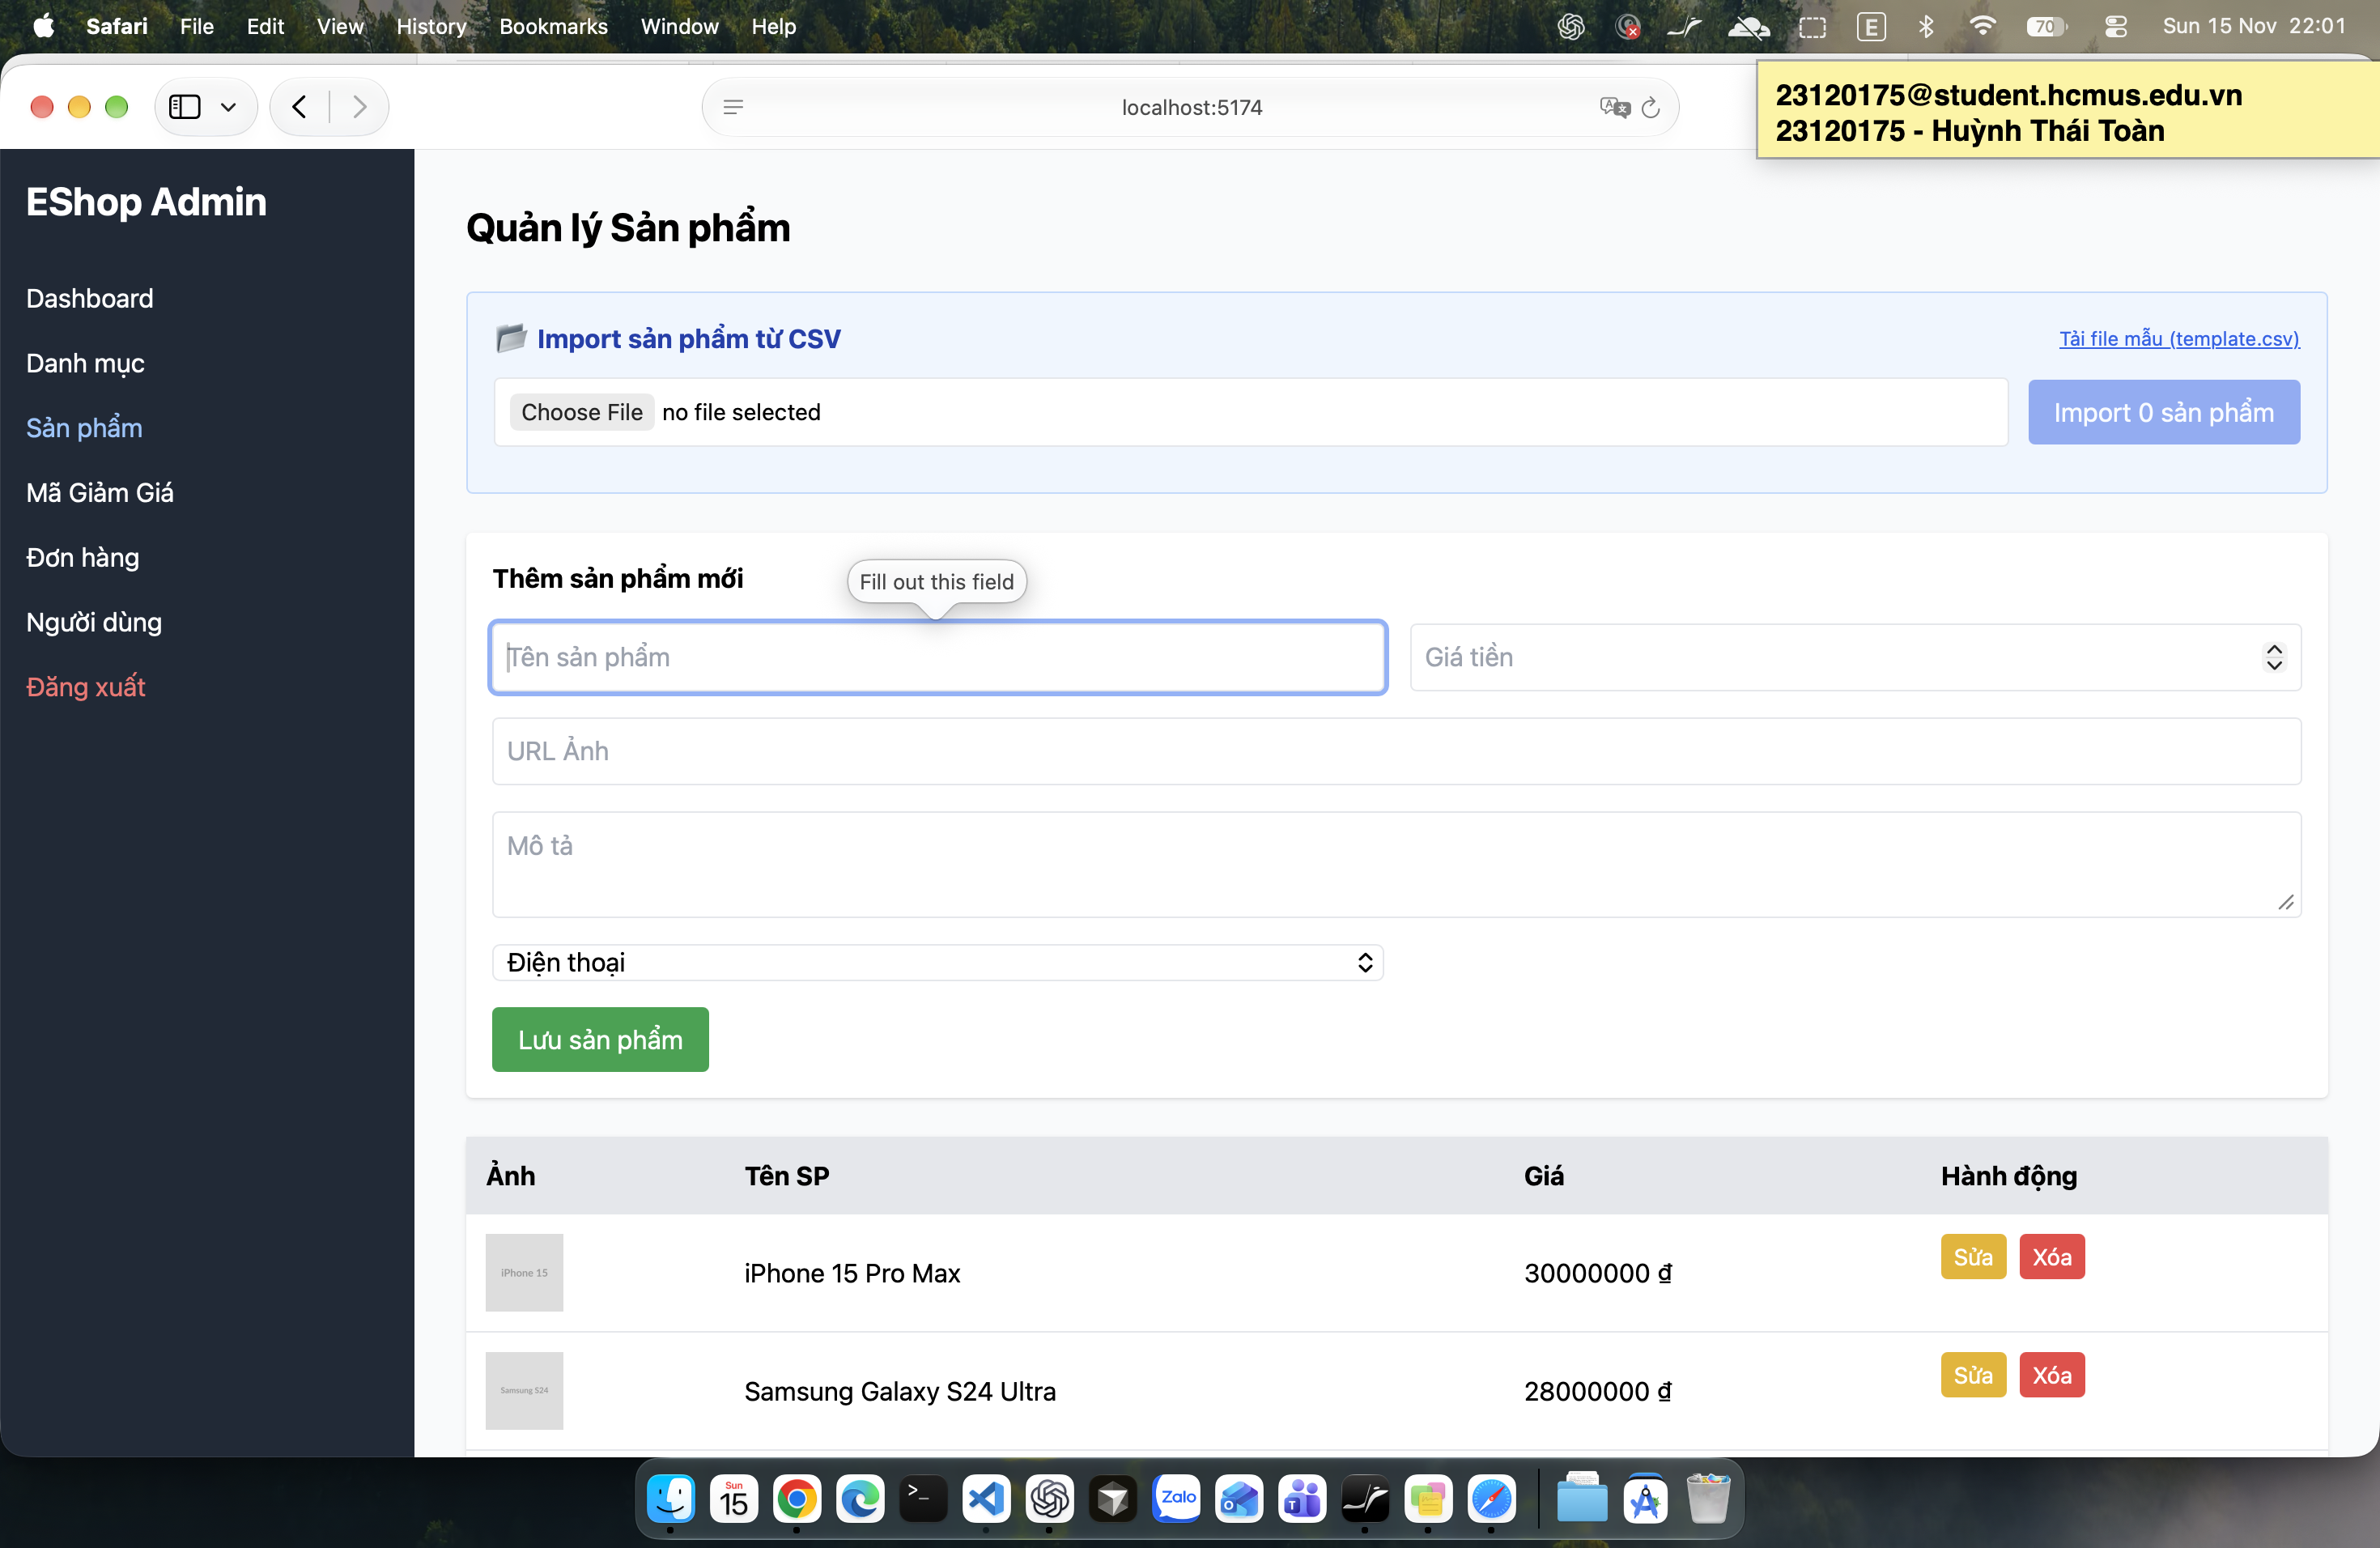 Safari File Edit View History Bookmarks Window Help E 70 Sun 15 Nov 22:01
localhost:5174
23120175@student.hcmus.edu.vn
23120175 - Huỳnh Thái Toàn
EShop Admin
Dashboard
Danh mục
Sản phẩm
Mã Giảm Giá
Đơn hàng
Người dùng
Đăng xuất
Quản lý Sản phẩm
Import sản phẩm từ CSV
Tải file mẫu (template.csv)
Choose File no file selected
Import 0 sản phẩm
Thêm sản phẩm mới
Fill out this field
Tên sản phẩm
Giá tiền
URL Ảnh
Mô tả
Điện thoại
Lưu sản phẩm
Ảnh Tên SP Giá Hành động
iPhone 15 iPhone 15 Pro Max 30000000 ₫ Sửa Xóa
Samsung S24 Samsung Galaxy S24 Ultra 28000000 ₫ Sửa Xóa
Sun
15
Zalo